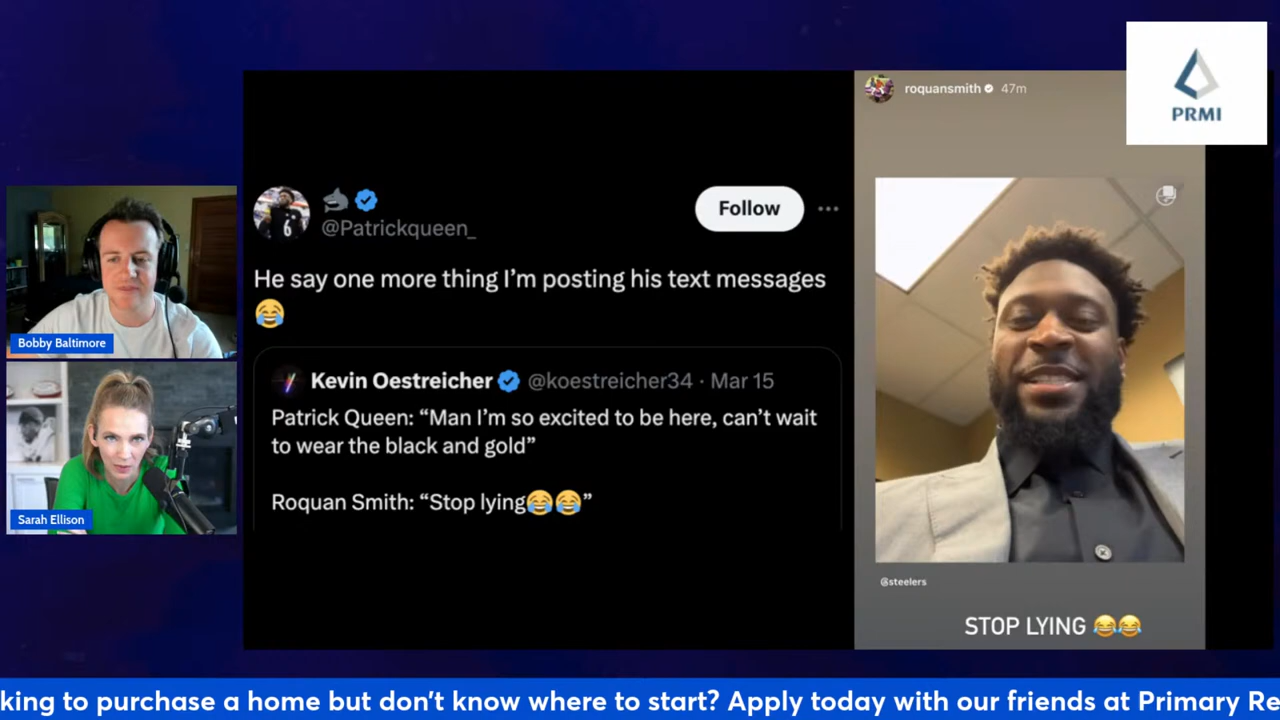 PRMI
roquansmith 47m
@Patrickqueen_
Follow
6
He say one more thing I’m posting his text messages
😂
Kevin Oestreicher @koestreicher34 · Mar 15
Patrick Queen: “Man I’m so excited to be here, can’t wait
to wear the black and gold”
Roquan Smith: “Stop lying😂😂”
Bobby Baltimore
Sarah Ellison
@steelers
STOP LYING 😂😂
king to purchase a home but don’t know where to start? Apply today with our friends at Primary Re